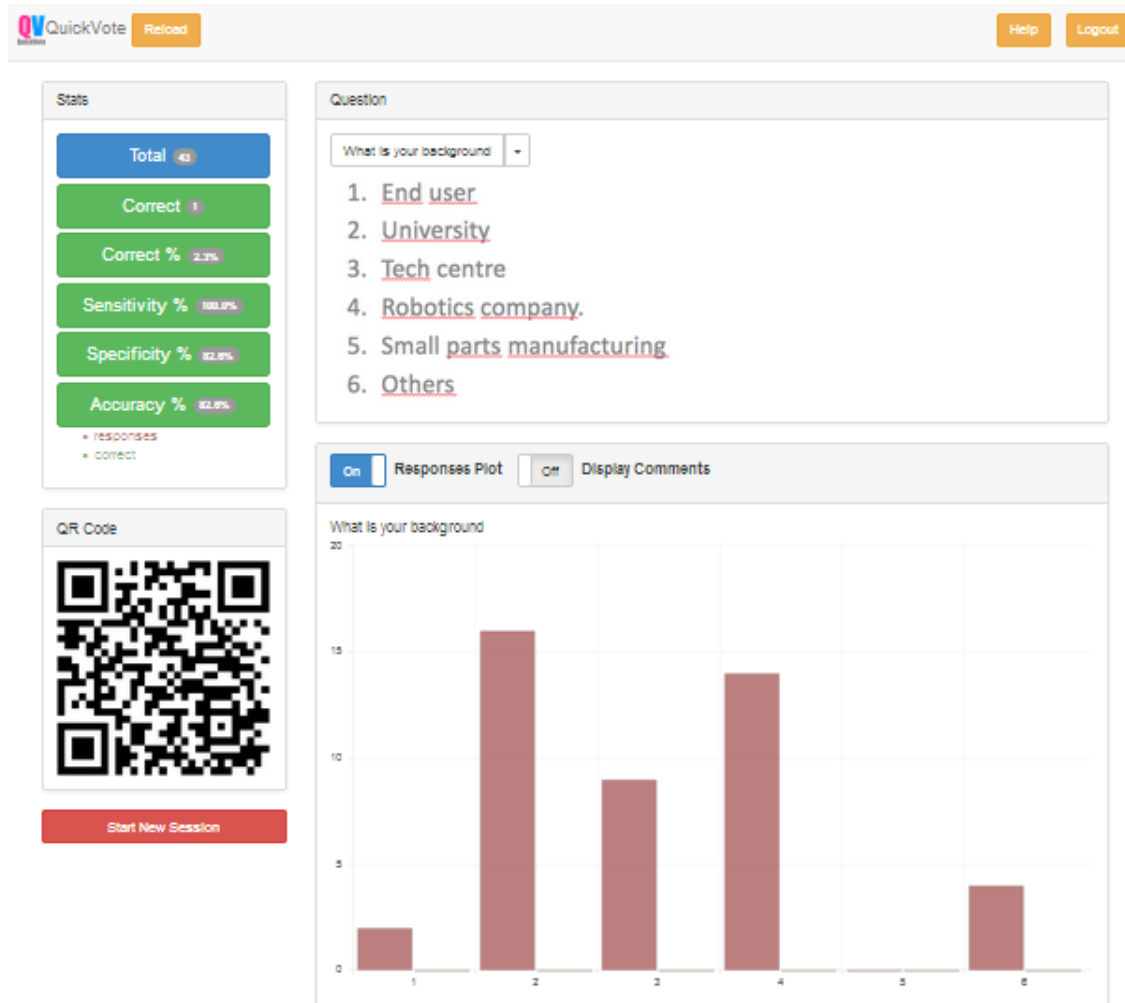 QV QuickVote Reload Help Logout
Stats
Total 43
Correct 1
Correct % 2.3%
Sensitivity % 100.0%
Specificity % 82.8%
Accuracy % 82.8%
responses
correct
QR Code
Start New Session
Question
What is your background
1. End user
2. University
3. Tech centre
4. Robotics company.
5. Small parts manufacturing
6. Others
On Responses Plot Off Display Comments
What is your background
20
15
10
5
0
1 2 3 4 5 6